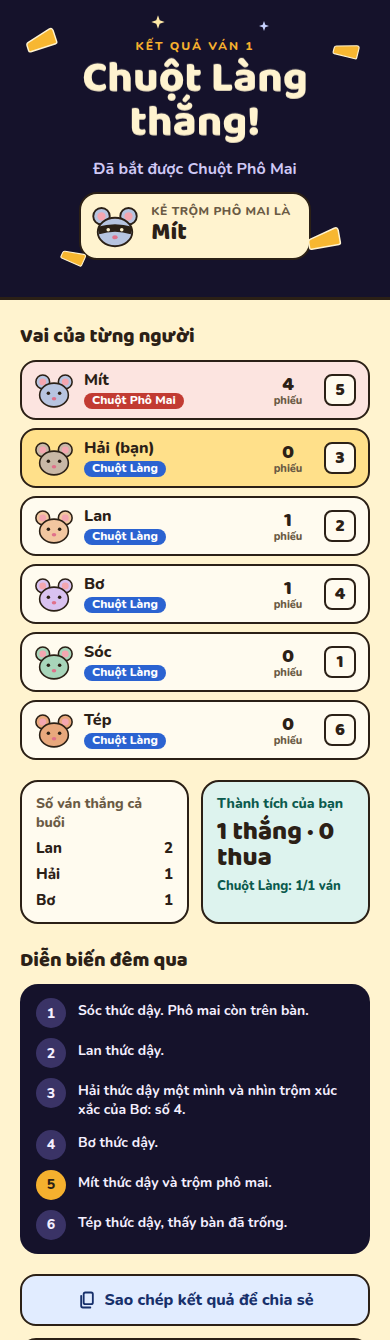 KẾT QUẢ VÁN 1
Chuột Làng
thắng!
Đã bắt được Chuột Phô Mai
KẺ TRỘM PHÔ MAI LÀ
Mít
Vai của từng người
Mít
Chuột Phô Mai
4
phiếu
5
Hải (bạn)
Chuột Làng
0
phiếu
3
Lan
Chuột Làng
1
phiếu
2
Bơ
Chuột Làng
1
phiếu
4
Sóc
Chuột Làng
0
phiếu
1
Tép
Chuột Làng
0
phiếu
6
Số ván thắng cả
buổi
Lan 2
Hải 1
Bơ 1
Thành tích của bạn
1 thắng · 0
thua
Chuột Làng: 1/1 ván
Diễn biến đêm qua
1 Sóc thức dậy. Phô mai còn trên bàn.
2 Lan thức dậy.
3 Hải thức dậy một mình và nhìn trộm xúc
xắc của Bơ: số 4.
4 Bơ thức dậy.
5 Mít thức dậy và trộm phô mai.
6 Tép thức dậy, thấy bàn đã trống.
Sao chép kết quả để chia sẻ